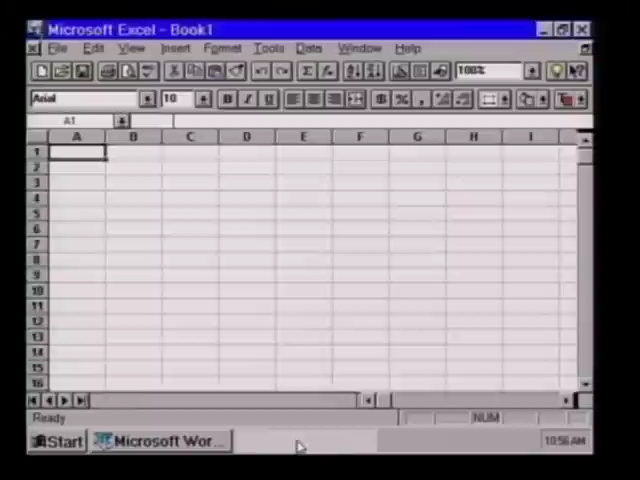 Microsoft Excel - Book1
File Edit View Insert Format Tools Data Window Help
100%
Arial 10 B I U $ % ,
A1
A B C D E F G H I
1
2
3
4
5
6
7
8
9
10
11
12
13
14
15
16
Ready NUM
Start Microsoft Wor... 10:56 AM